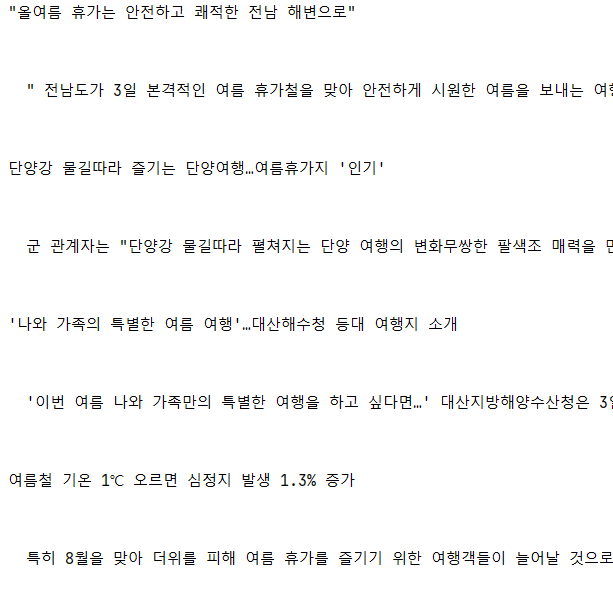 "올여름 휴가는 안전하고 쾌적한 전남 해변으로"
" 전남도가 3일 본격적인 여름 휴가철을 맞아 안전하게 시원한 여름을 보내는
단양강 물길따라 즐기는 단양여행…여름휴가지 '인기'
군 관계자는 "단양강 물길따라 펼쳐지는 단양 여행의 변화무쌍한 팔색조 매력을
'나와 가족의 특별한 여름 여행'…대산해수청 등대 여행지 소개
'이번 여름 나와 가족만의 특별한 여행을 하고 싶다면…' 대산지방해양수산청은
여름철 기온 1℃ 오르면 심정지 발생 1.3% 증가
특히 8월을 맞아 더위를 피해 여름 휴가를 즐기기 위한 여행객들이 늘어날 것으로